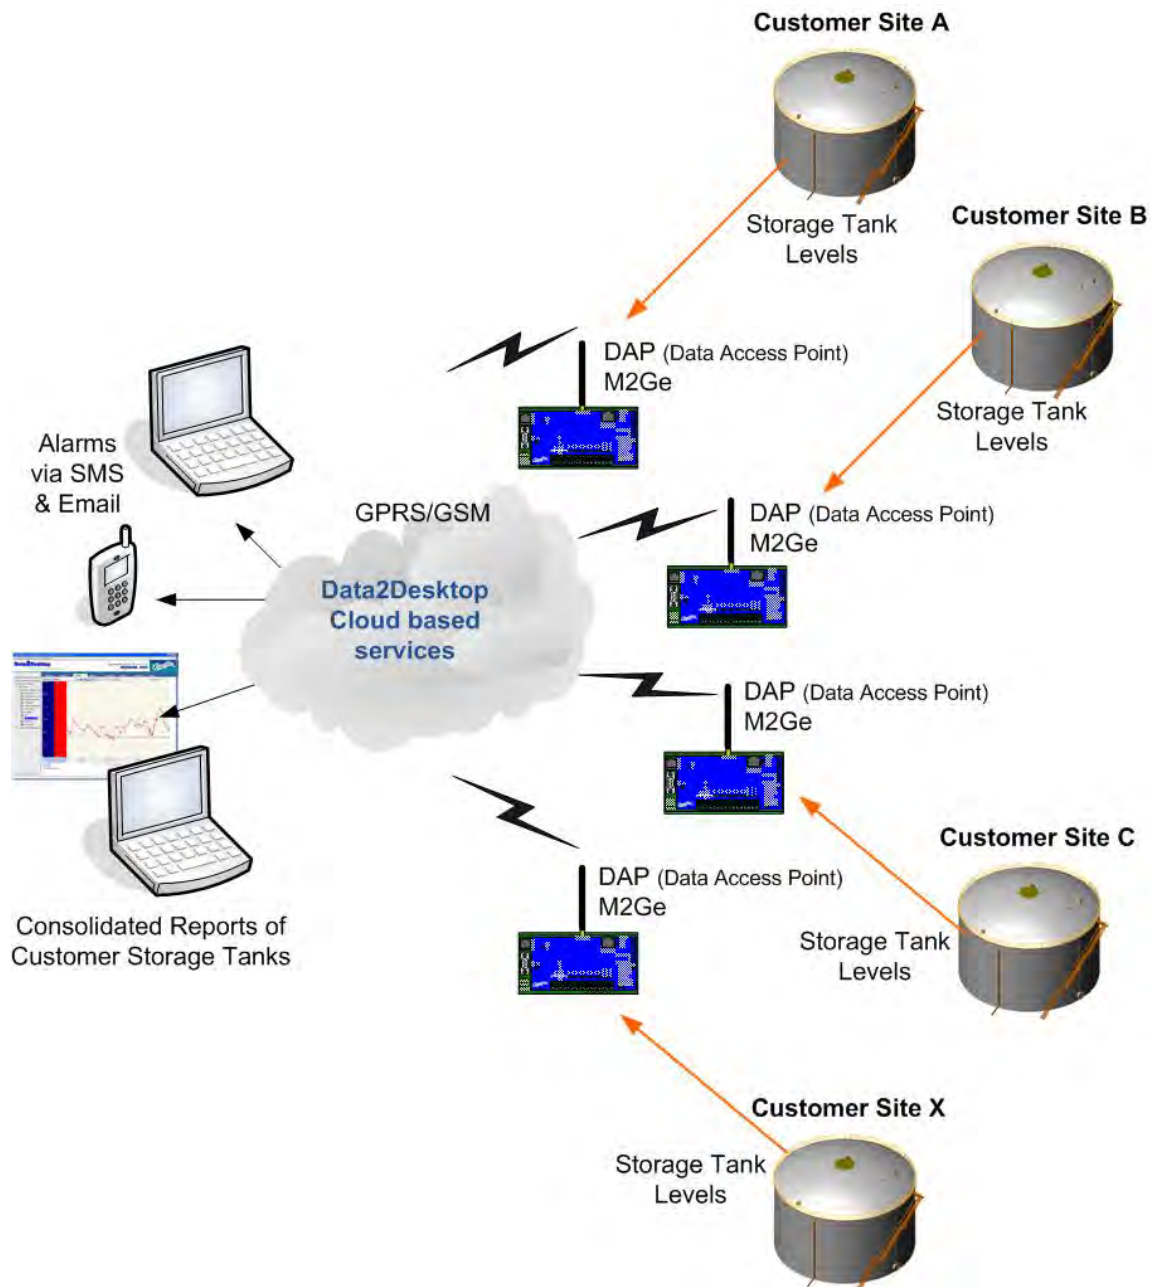 Customer Site A
Storage Tank
Levels
Customer Site B
Storage Tank
Levels
DAP (Data Access Point)
M2Ge
Alarms
via SMS
& Email
GPRS/GSM
DAP (Data Access Point)
M2Ge
Data2Desktop
Cloud based
services
DAP (Data Access Point)
M2Ge
Customer Site C
DAP (Data Access Point)
M2Ge
Consolidated Reports of
Customer Storage Tanks
Storage Tank
Levels
Customer Site X
Storage Tank
Levels